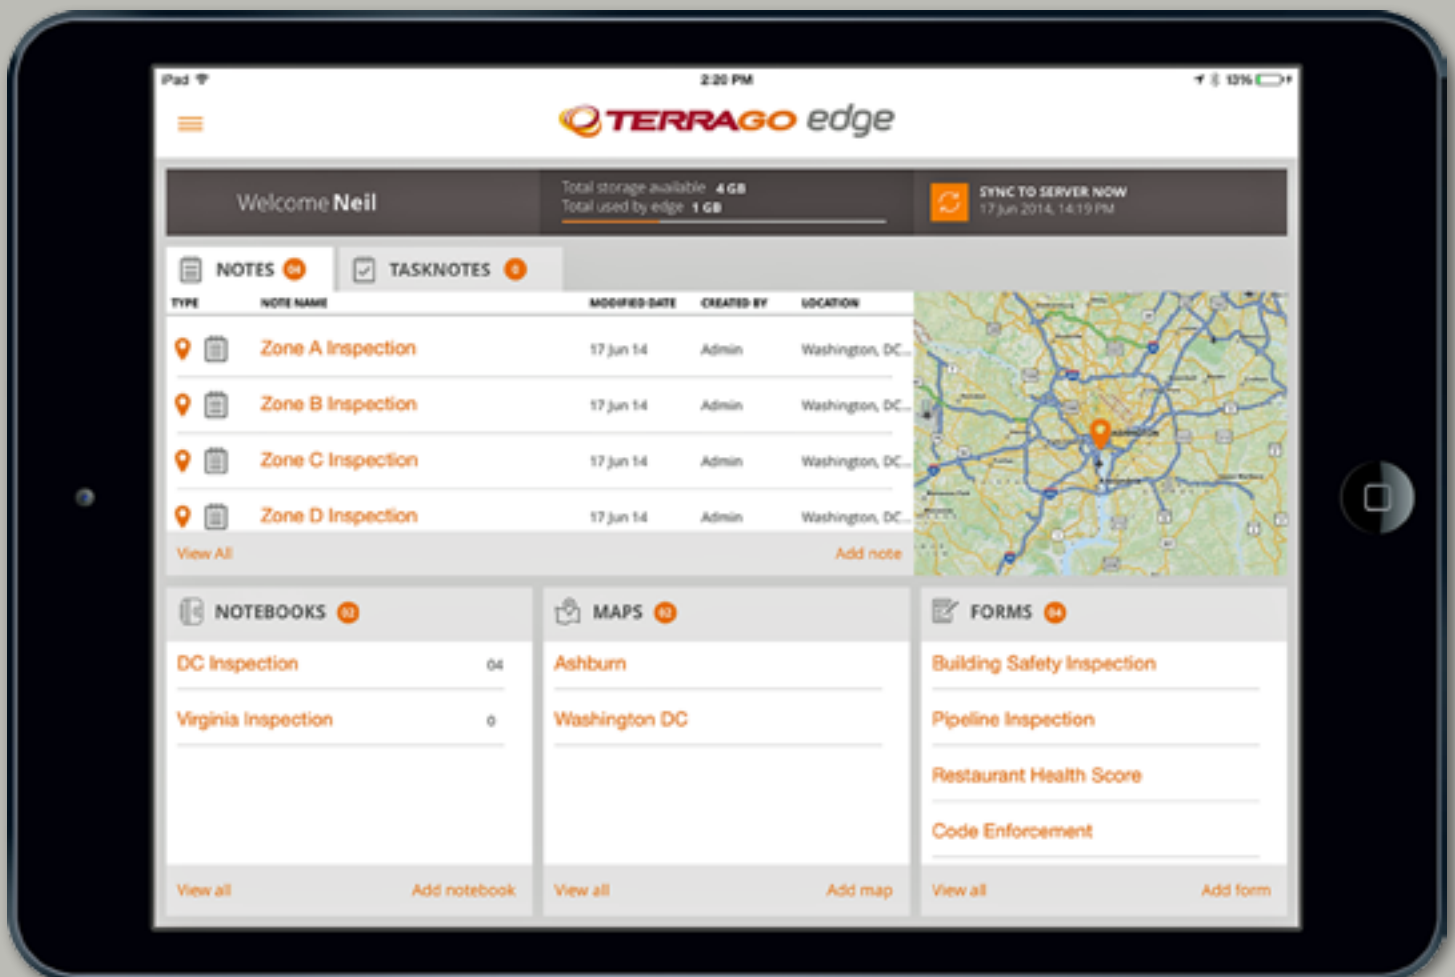 iPad 2:20 PM 13%
TERRAGO edge
Welcome Neil
Total storage available 4 GB
Total used by edge 1 GB
SYNC TO SERVER NOW
17 Jun 2014, 14:19 PM
NOTES 04 TASKNOTES 0
TYPE NOTE NAME MODIFIED DATE CREATED BY LOCATION
Zone A Inspection 17 Jun 14 Admin Washington, DC...
Zone B Inspection 17 Jun 14 Admin Washington, DC...
Zone C Inspection 17 Jun 14 Admin Washington, DC...
Zone D Inspection 17 Jun 14 Admin Washington, DC...
View All Add note
NOTEBOOKS 02
DC Inspection 04
Virginia Inspection 0
View all Add notebook
MAPS 02
Ashburn
Washington DC
View all Add map
FORMS 04
Building Safety Inspection
Pipeline Inspection
Restaurant Health Score
Code Enforcement
View all Add form